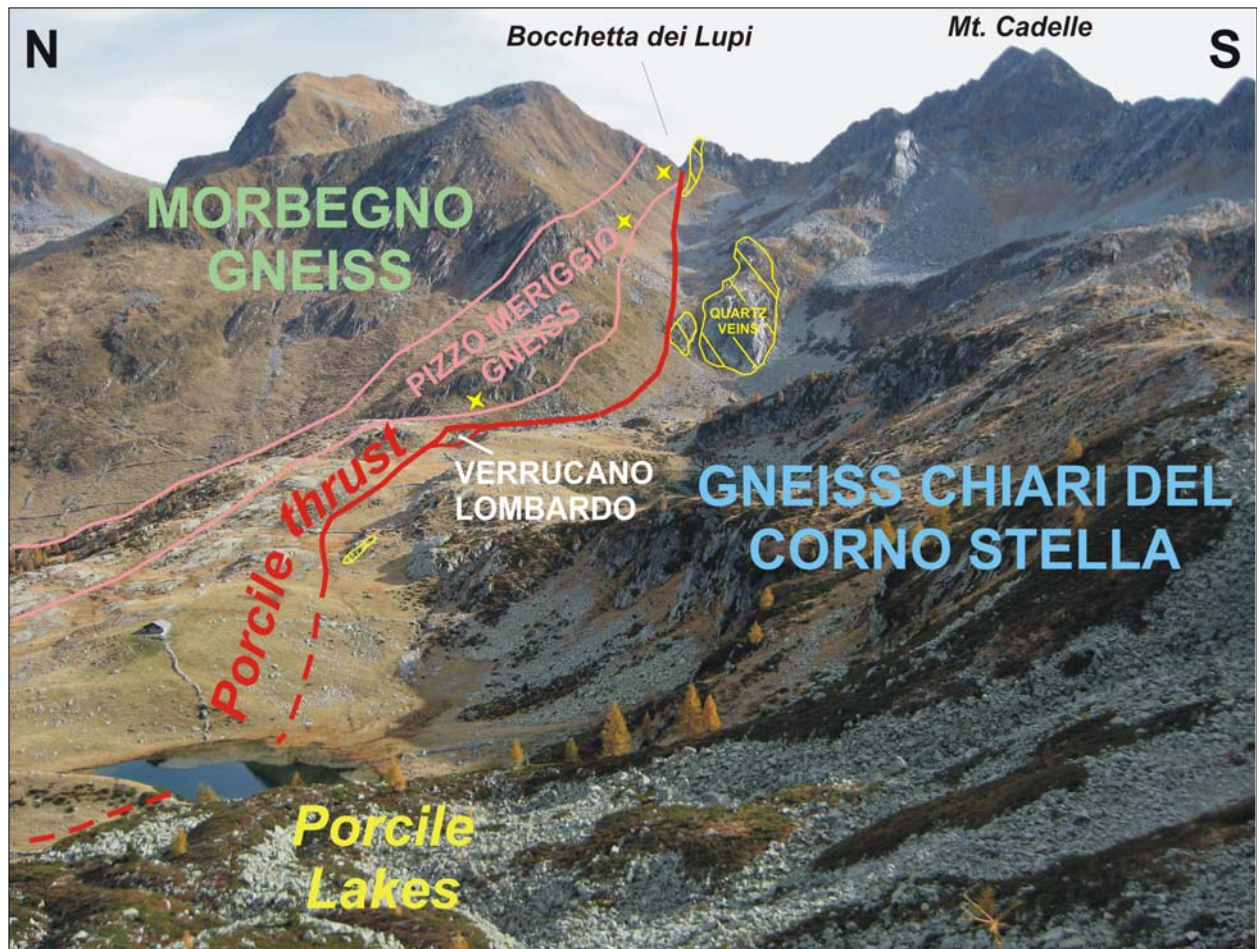 N
Bocchetta dei Lupi
Mt. Cadelle
S
MORBEGNO
GNEISS
PIZZO MERIGGIO
GNEISS
QUARTZ
VEINS
Porcile thrust
VERRUCANO
LOMBARDO
GNEISS CHIARI DEL
CORNO STELLA
Porcile
Lakes